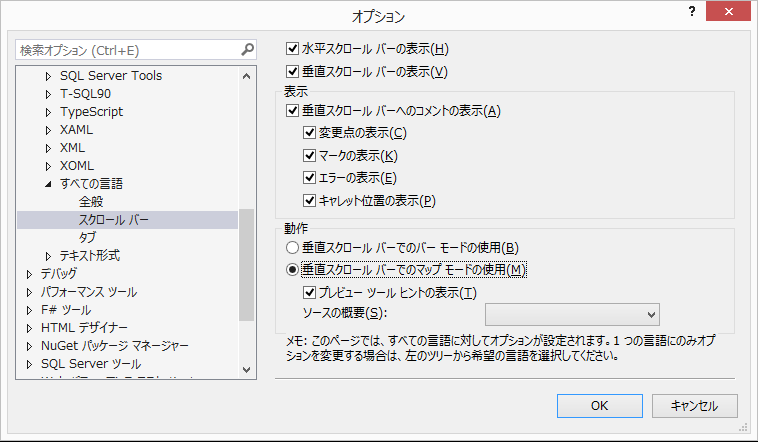 オプション
?
検索オプション (Ctrl+E)
SQL Server Tools
T-SQL90
TypeScript
XAML
XML
XOML
すべての言語
全般
スクロール バー
タブ
テキスト形式
デバッグ
パフォーマンス ツール
F# ツール
HTML デザイナー
NuGet パッケージ マネージャー
SQL Server ツール
水平スクロール バーの表示(H)
垂直スクロール バーの表示(V)
表示
垂直スクロール バーへのコメントの表示(A)
変更点の表示(C)
マークの表示(K)
エラーの表示(E)
キャレット位置の表示(P)
動作
垂直スクロール バーでのバー モードの使用(B)
垂直スクロール バーでのマップ モードの使用(M)
プレビュー ツール ヒントの表示(T)
ソースの概要(S):
メモ: このページでは、すべての言語に対してオプションが設定されます。1 つの言語にのみオプ
ションを変更する場合は、左のツリーから希望の言語を選択してください。
OK
キャンセル